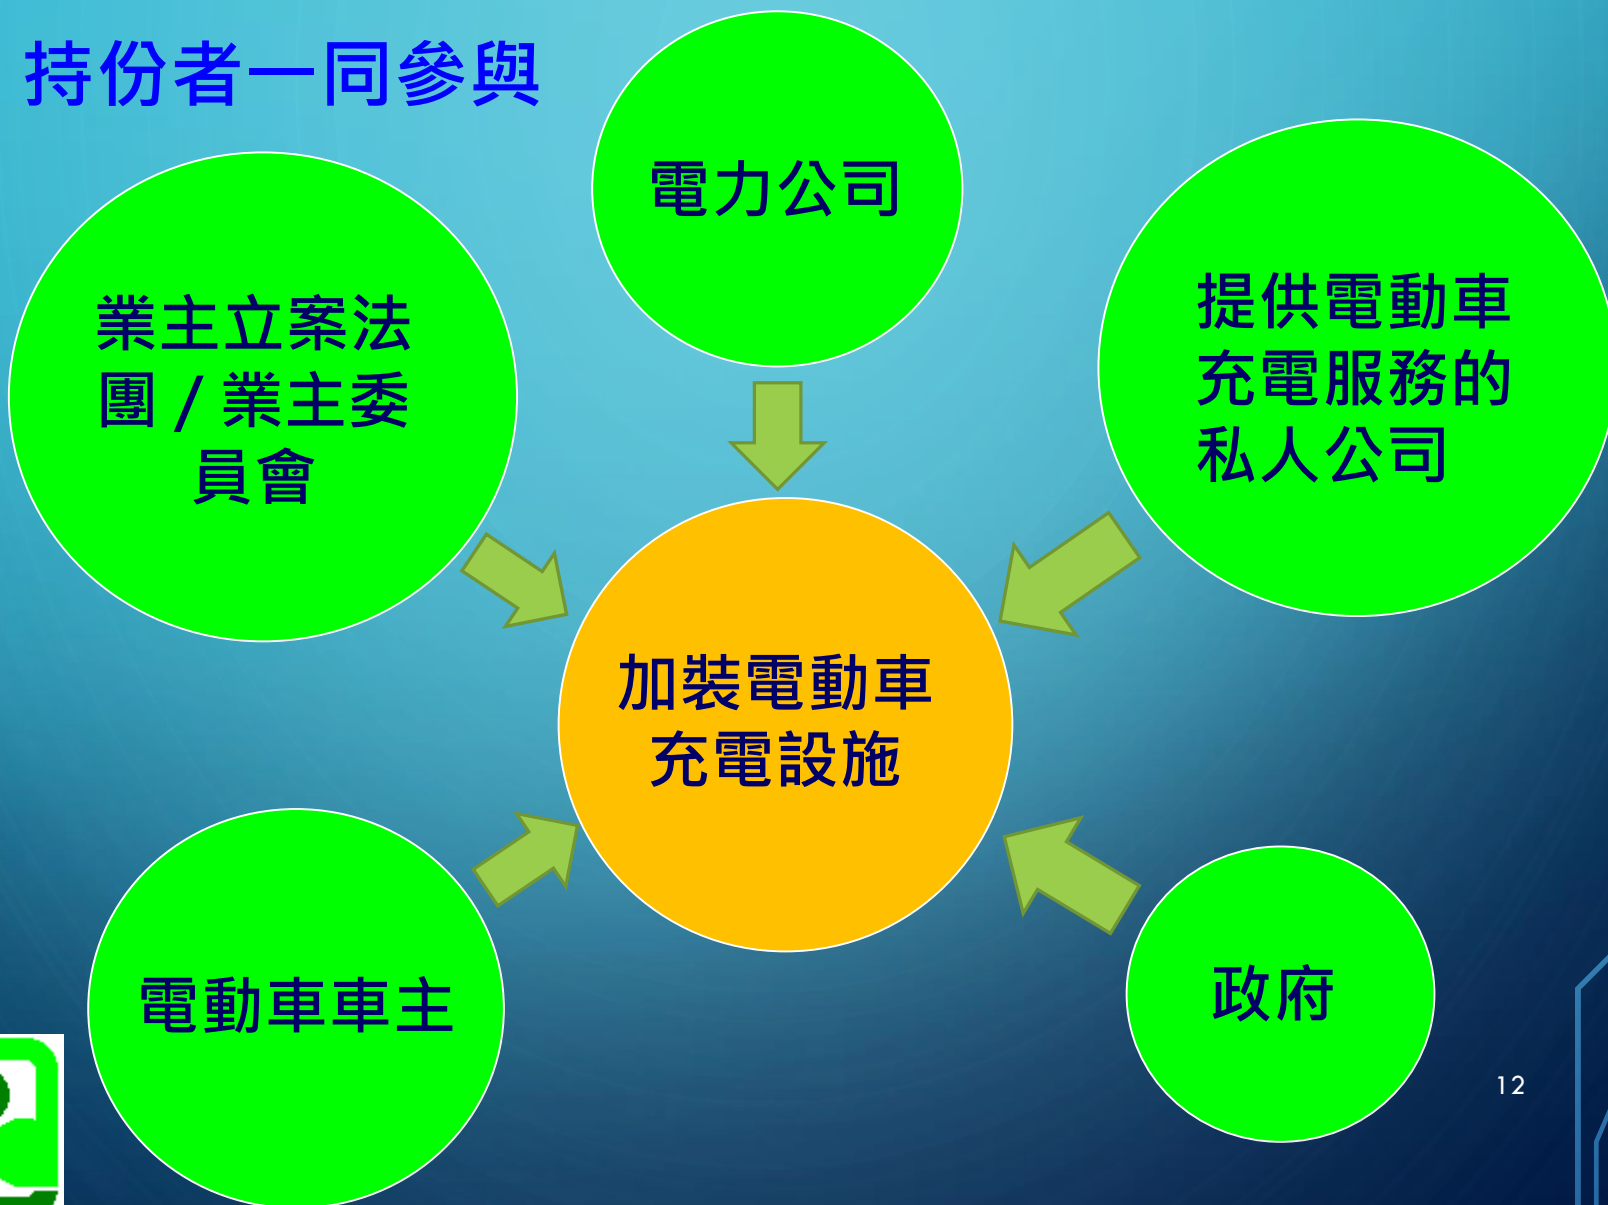 持份者一同參與
電力公司
業主立案法
團 / 業主委
員會
提供電動車
充電服務的
私人公司
加裝電動車
充電設施
電動車車主
政府
12